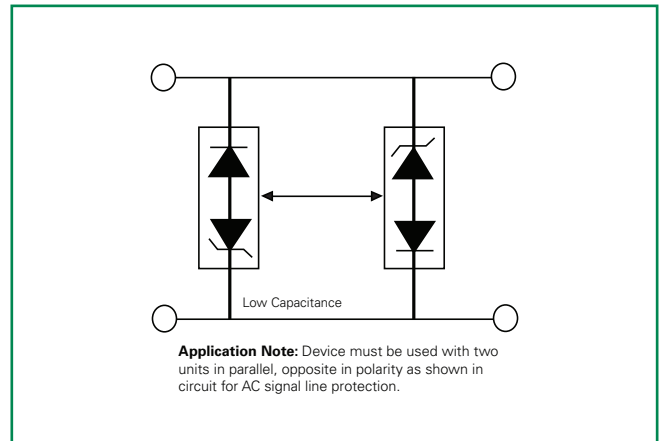 Low Capacitance
Application Note: Device must be used with two
units in parallel, opposite in polarity as shown in
circuit for AC signal line protection.